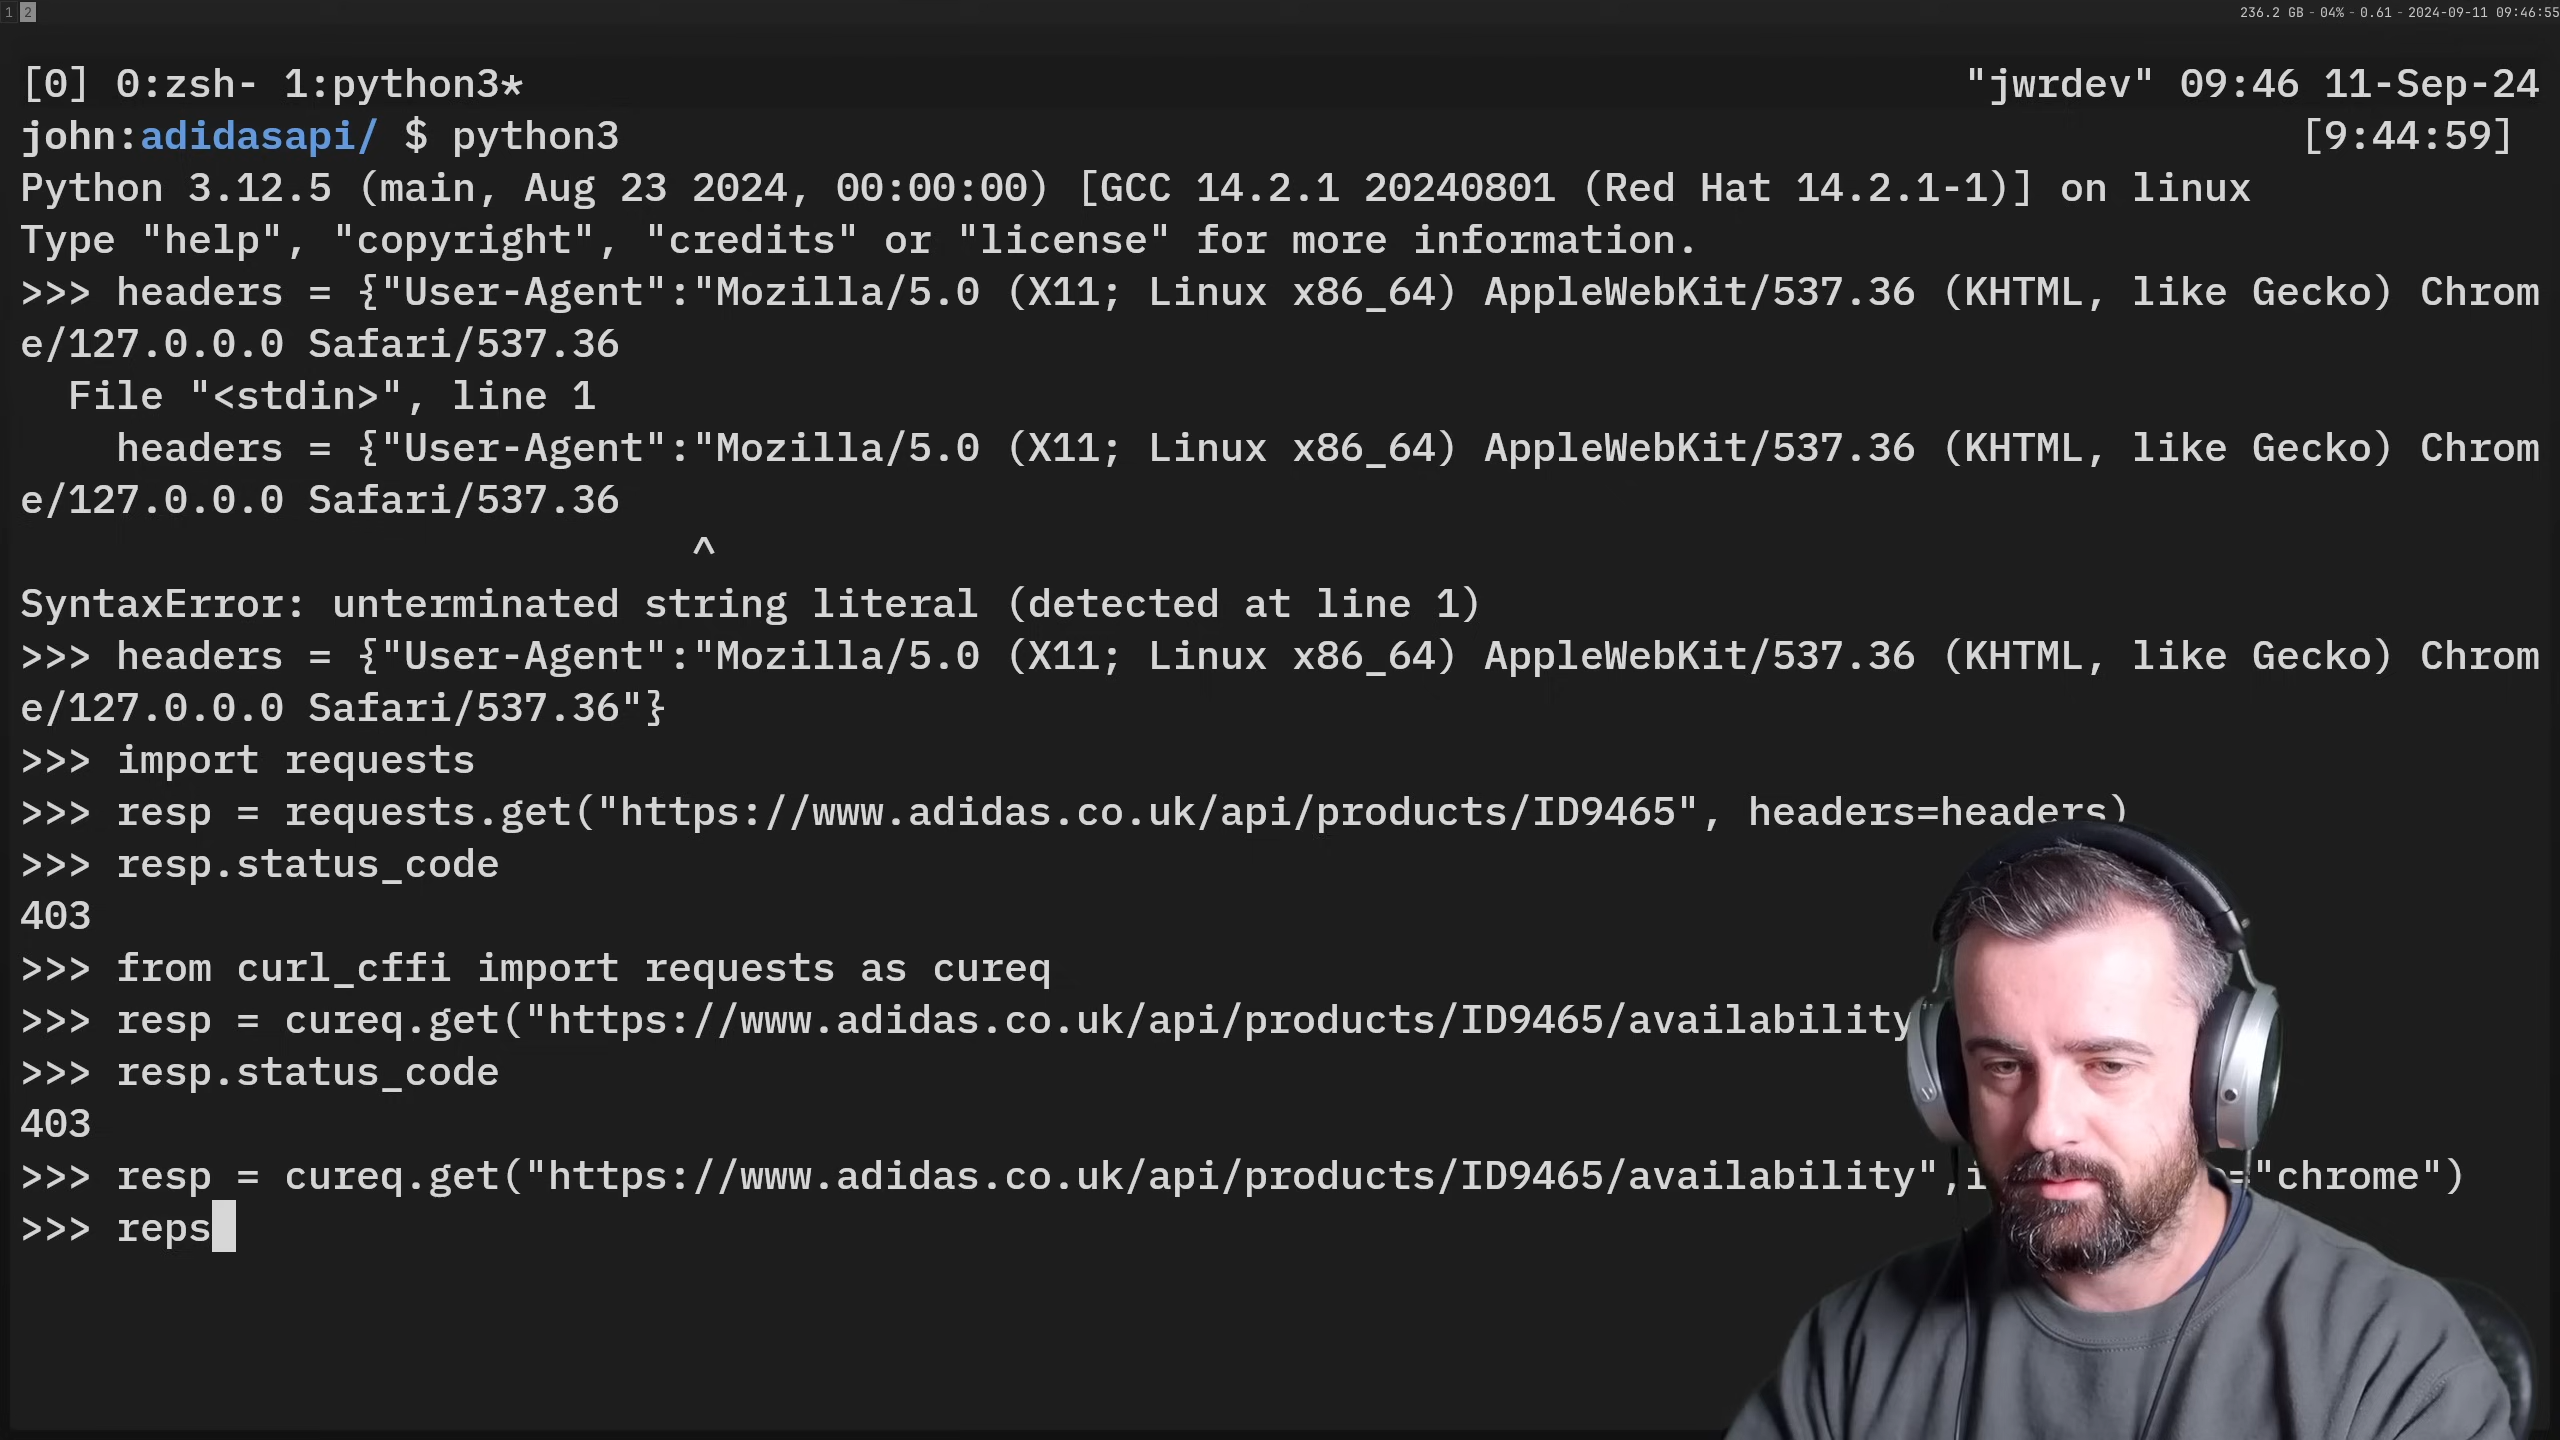 1 2 236.2 GB - 04% - 0.61 - 2024-09-11 09:46:55
[0] 0:zsh- 1:python3* "jwrdev" 09:46 11-Sep-24
john:adidasapi/ $ python3 [9:44:59]
Python 3.12.5 (main, Aug 23 2024, 00:00:00) [GCC 14.2.1 20240801 (Red Hat 14.2.1-1)] on linux
Type "help", "copyright", "credits" or "license" for more information.
>>> headers = {"User-Agent":"Mozilla/5.0 (X11; Linux x86_64) AppleWebKit/537.36 (KHTML, like Gecko) Chrom
e/127.0.0.0 Safari/537.36
File "<stdin>", line 1
headers = {"User-Agent":"Mozilla/5.0 (X11; Linux x86_64) AppleWebKit/537.36 (KHTML, like Gecko) Chrom
e/127.0.0.0 Safari/537.36
^
SyntaxError: unterminated string literal (detected at line 1)
>>> headers = {"User-Agent":"Mozilla/5.0 (X11; Linux x86_64) AppleWebKit/537.36 (KHTML, like Gecko) Chrom
e/127.0.0.0 Safari/537.36"}
>>> import requests
>>> resp = requests.get("https://www.adidas.co.uk/api/products/ID9465", headers=headers)
>>> resp.status_code
403
>>> from curl_cffi import requests as cureq
>>> resp = cureq.get("https://www.adidas.co.uk/api/products/ID9465/availability
>>> resp.status_code
403
>>> resp = cureq.get("https://www.adidas.co.uk/api/products/ID9465/availability",i ="chrome")
>>> reps